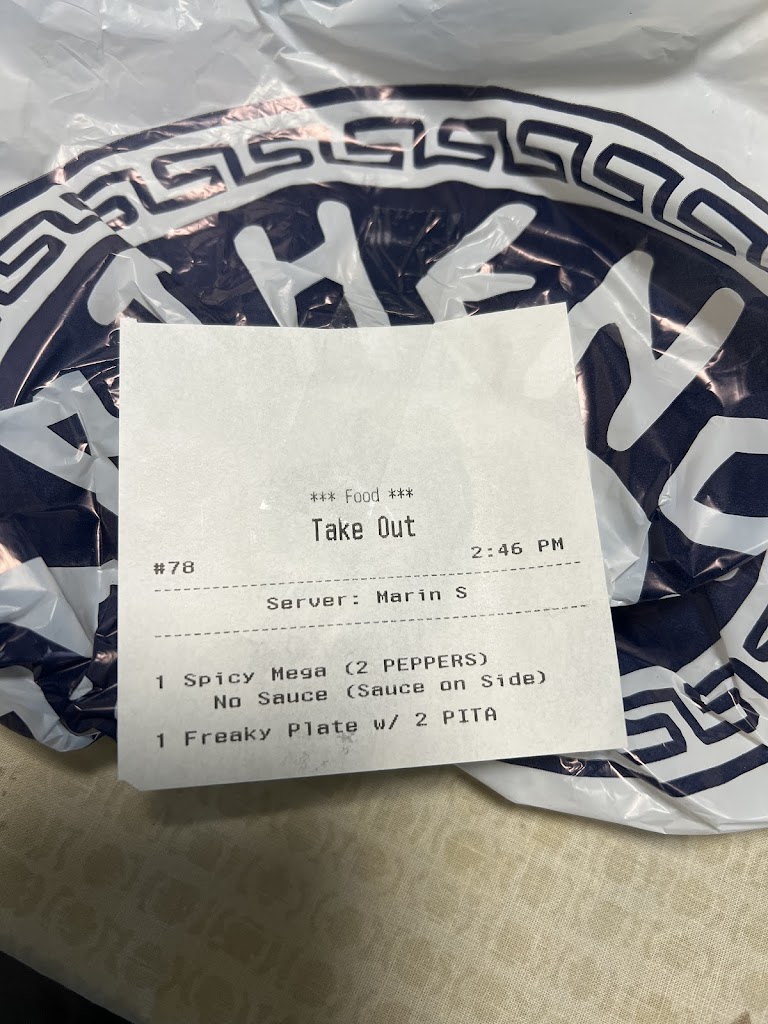 ATHENO
*** Food ***
Take Out
#78 2:46 PM
Server: Marin S
1 Spicy Mega (2 PEPPERS)
No Sauce (Sauce on Side)
1 Freaky Plate w/ 2 PITA